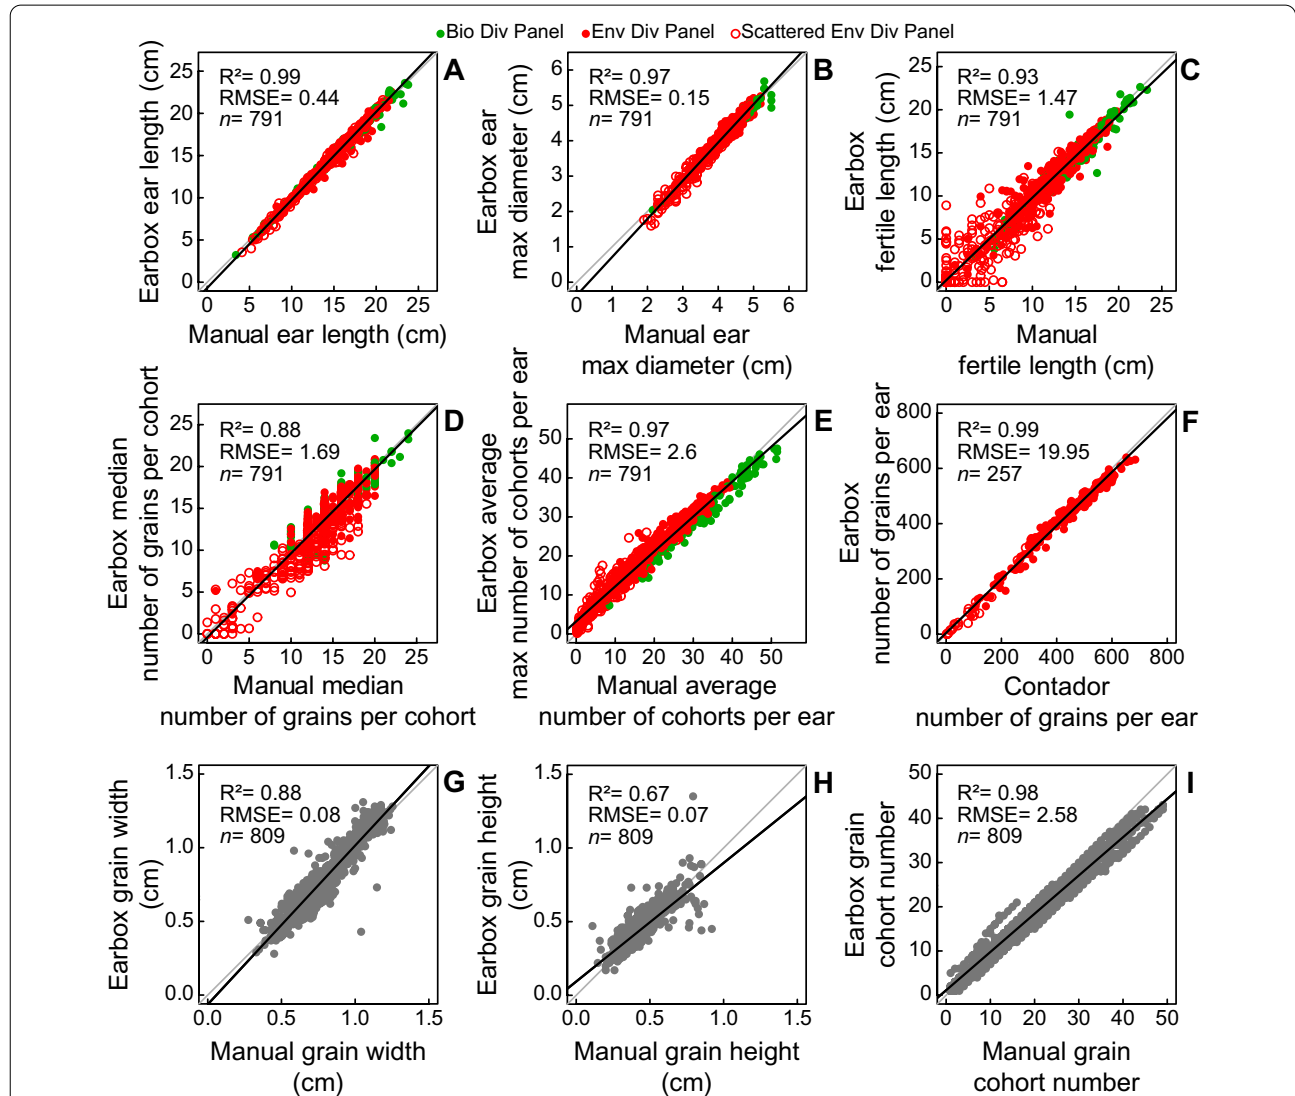 Bio Div Panel Env Div Panel Scattered Env Div Panel
A
R²= 0.99
RMSE= 0.44
n= 791
Earbox ear length (cm)
25
20
15
10
5
0
0 5 10 15 20 25
Manual ear length (cm)
B
R²= 0.97
RMSE= 0.15
n= 791
Earbox ear
max diameter (cm)
6
5
4
3
2
1
0
0 1 2 3 4 5 6
Manual ear
max diameter (cm)
C
R²= 0.93
RMSE= 1.47
n= 791
Earbox
fertile length (cm)
25
20
15
10
5
0
0 5 10 15 20 25
Manual
fertile length (cm)
D
R²= 0.88
RMSE= 1.69
n= 791
Earbox median
number of grains per cohort
25
20
15
10
5
0
0 5 10 15 20 25
Manual median
number of grains per cohort
E
R²= 0.97
RMSE= 2.6
n= 791
Earbox average
max number of cohorts per ear
50
40
30
20
10
0
0 10 20 30 40 50
Manual average
number of cohorts per ear
F
R²= 0.99
RMSE= 19.95
n= 257
Earbox
number of grains per ear
800
600
400
200
0
0 200 400 600 800
Contador
number of grains per ear
G
R²= 0.88
RMSE= 0.08
n= 809
Earbox grain width
(cm)
1.5
1.0
0.5
0.0
0.0 0.5 1.0 1.5
Manual grain width
(cm)
H
R²= 0.67
RMSE= 0.07
n= 809
Earbox grain height
(cm)
1.5
1.0
0.5
0.0
0.0 0.5 1.0 1.5
Manual grain height
(cm)
I
R²= 0.98
RMSE= 2.58
n= 809
Earbox grain
cohort number
50
40
30
20
10
0
0 10 20 30 40 50
Manual grain
cohort number